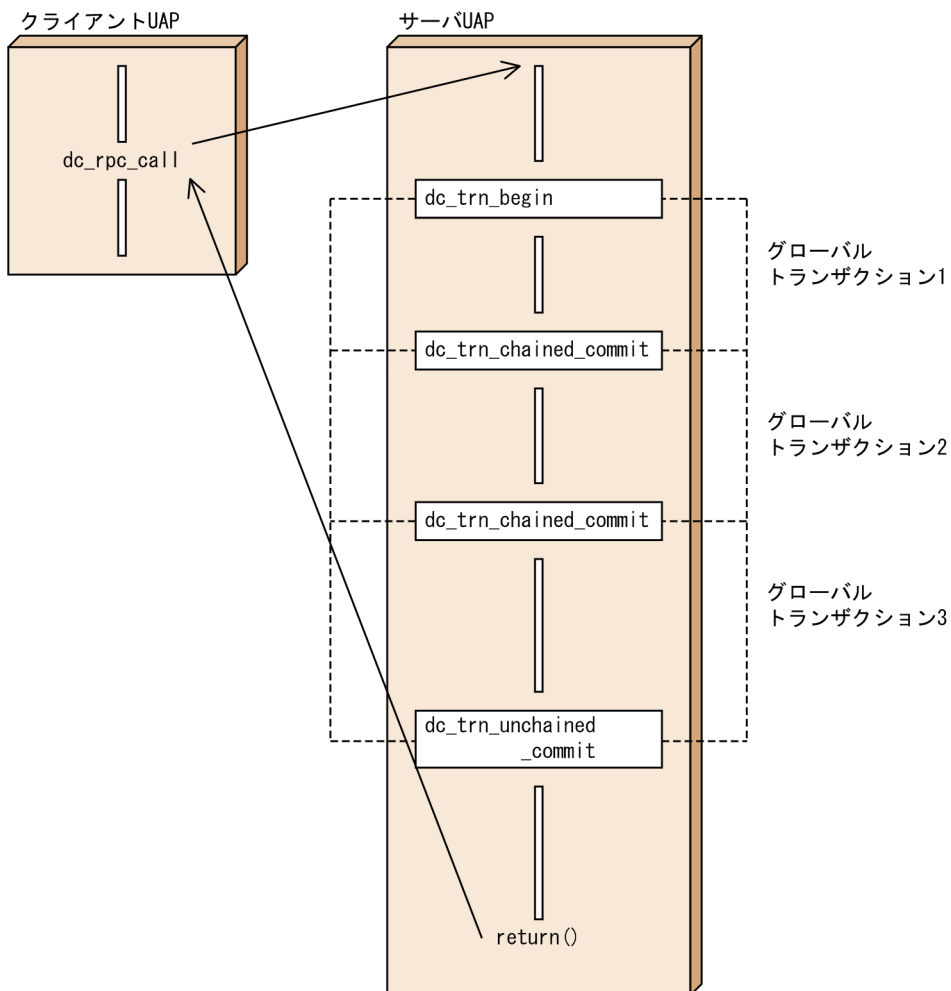 クライアントUAP
サーバUAP
dc_rpc_call
dc_trn_begin
グローバル
トランザクション1
dc_trn_chained_commit
グローバル
トランザクション2
dc_trn_chained_commit
グローバル
トランザクション3
dc_trn_unchained
_commit
return()